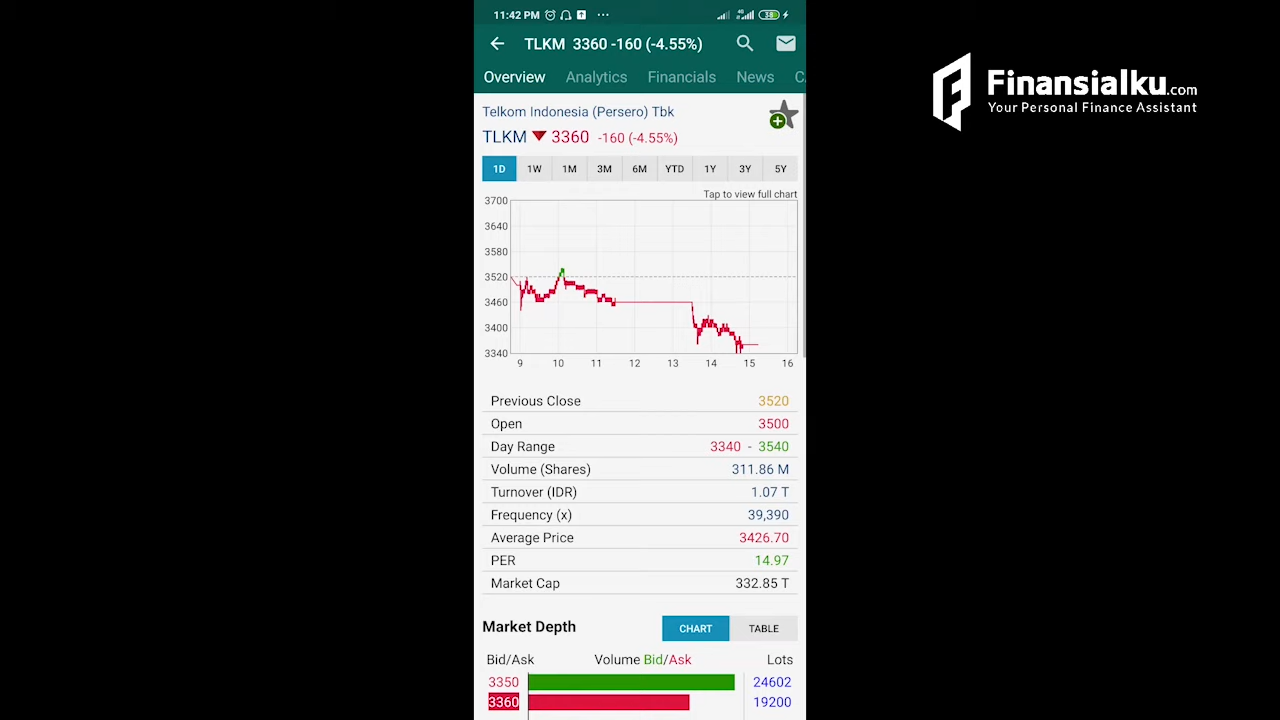 11:42 PM ... 4G 38
TLKM 3360 -160 (-4.55%)
Overview Analytics Financials News
Finansialku.com
Your Personal Finance Assistant
Telkom Indonesia (Persero) Tbk
TLKM 3360 -160 (-4.55%)
1D 1W 1M 3M 6M YTD 1Y 3Y 5Y
Tap to view full chart
3700
3640
3580
3520
3460
3400
3340
9 10 11 12 13 14 15 16
Previous Close 3520
Open 3500
Day Range 3340 - 3540
Volume (Shares) 311.86 M
Turnover (IDR) 1.07 T
Frequency (x) 39,390
Average Price 3426.70
PER 14.97
Market Cap 332.85 T
Market Depth CHART TABLE
Bid/Ask Volume Bid/Ask Lots
3350 24602
3360 19200